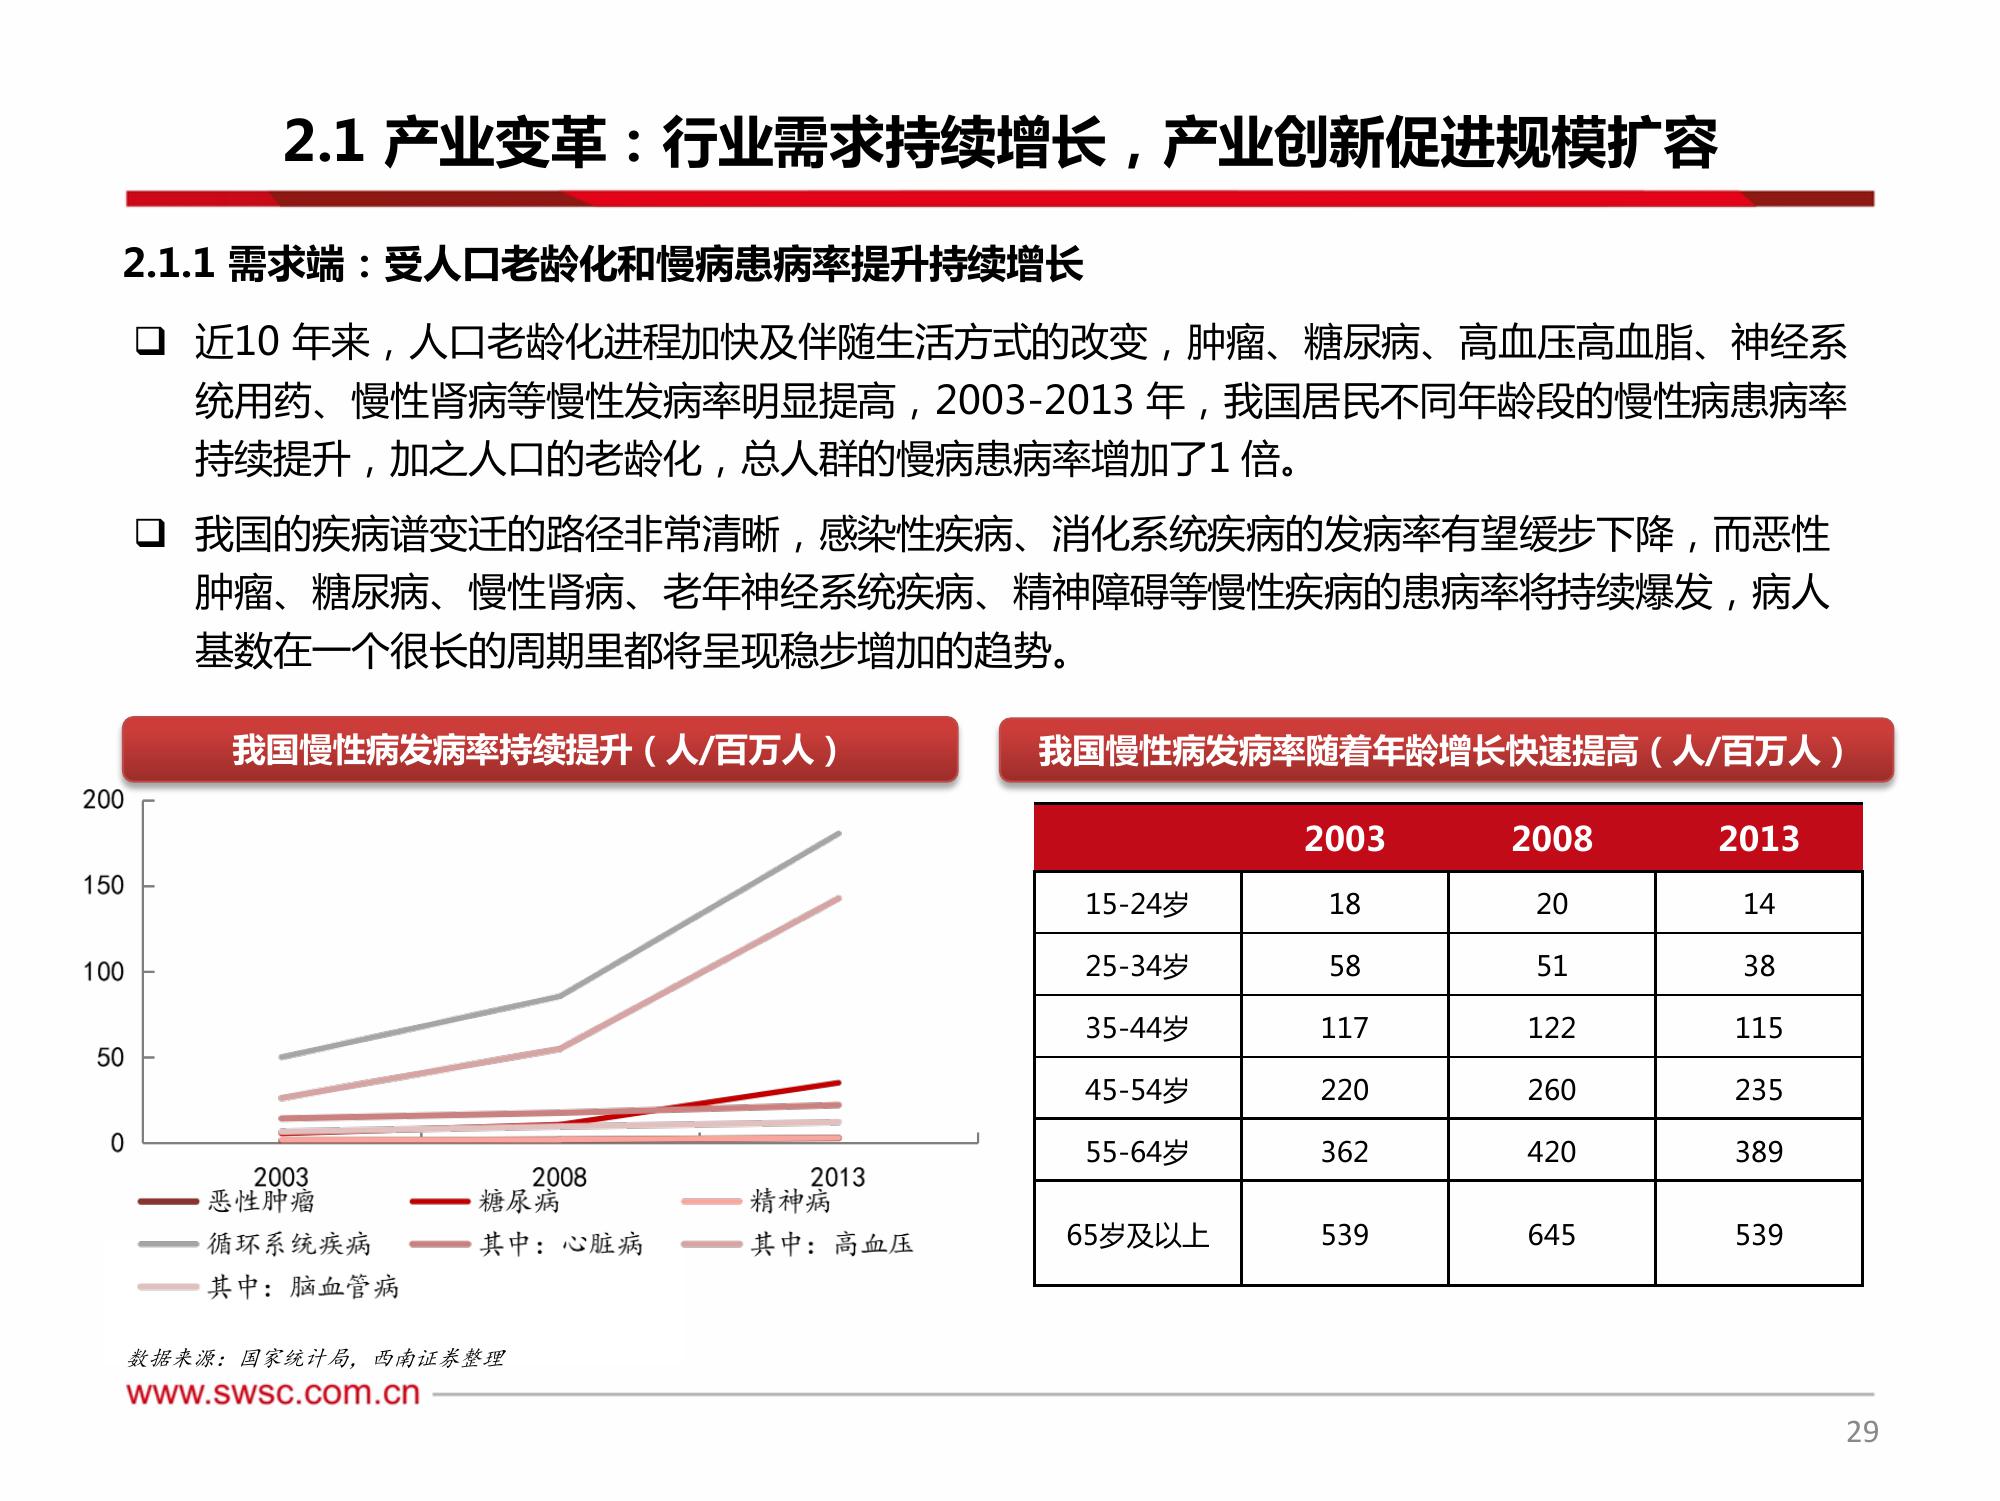 2.1 产业变革：行业需求持续增长，产业创新促进规模扩容
2.1.1 需求端：受人口老龄化和慢病患病率提升持续增长
❑ 近10 年来，人口老龄化进程加快及伴随生活方式的改变，肿瘤、糖尿病、高血压高血脂、神经系
统用药、慢性肾病等慢性发病率明显提高，2003-2013 年，我国居民不同年龄段的慢性病患病率
持续提升，加之人口的老龄化，总人群的慢病患病率增加了1 倍。
❑ 我国的疾病谱变迁的路径非常清晰，感染性疾病、消化系统疾病的发病率有望缓步下降，而恶性
肿瘤、糖尿病、慢性肾病、老年神经系统疾病、精神障碍等慢性疾病的患病率将持续爆发，病人
基数在一个很长的周期里都将呈现稳步增加的趋势。
我国慢性病发病率持续提升（人/百万人）
200
150
100
50
0
2003 2008 2013
恶性肿瘤 糖尿病 精神病
循环系统疾病 其中：心脏病 其中：高血压
其中：脑血管病
我国慢性病发病率随着年龄增长快速提高（人/百万人）
2003 2008 2013
15-24岁 18 20 14
25-34岁 58 51 38
35-44岁 117 122 115
45-54岁 220 260 235
55-64岁 362 420 389
65岁及以上 539 645 539
数据来源：国家统计局，西南证券整理
www.swsc.com.cn
29